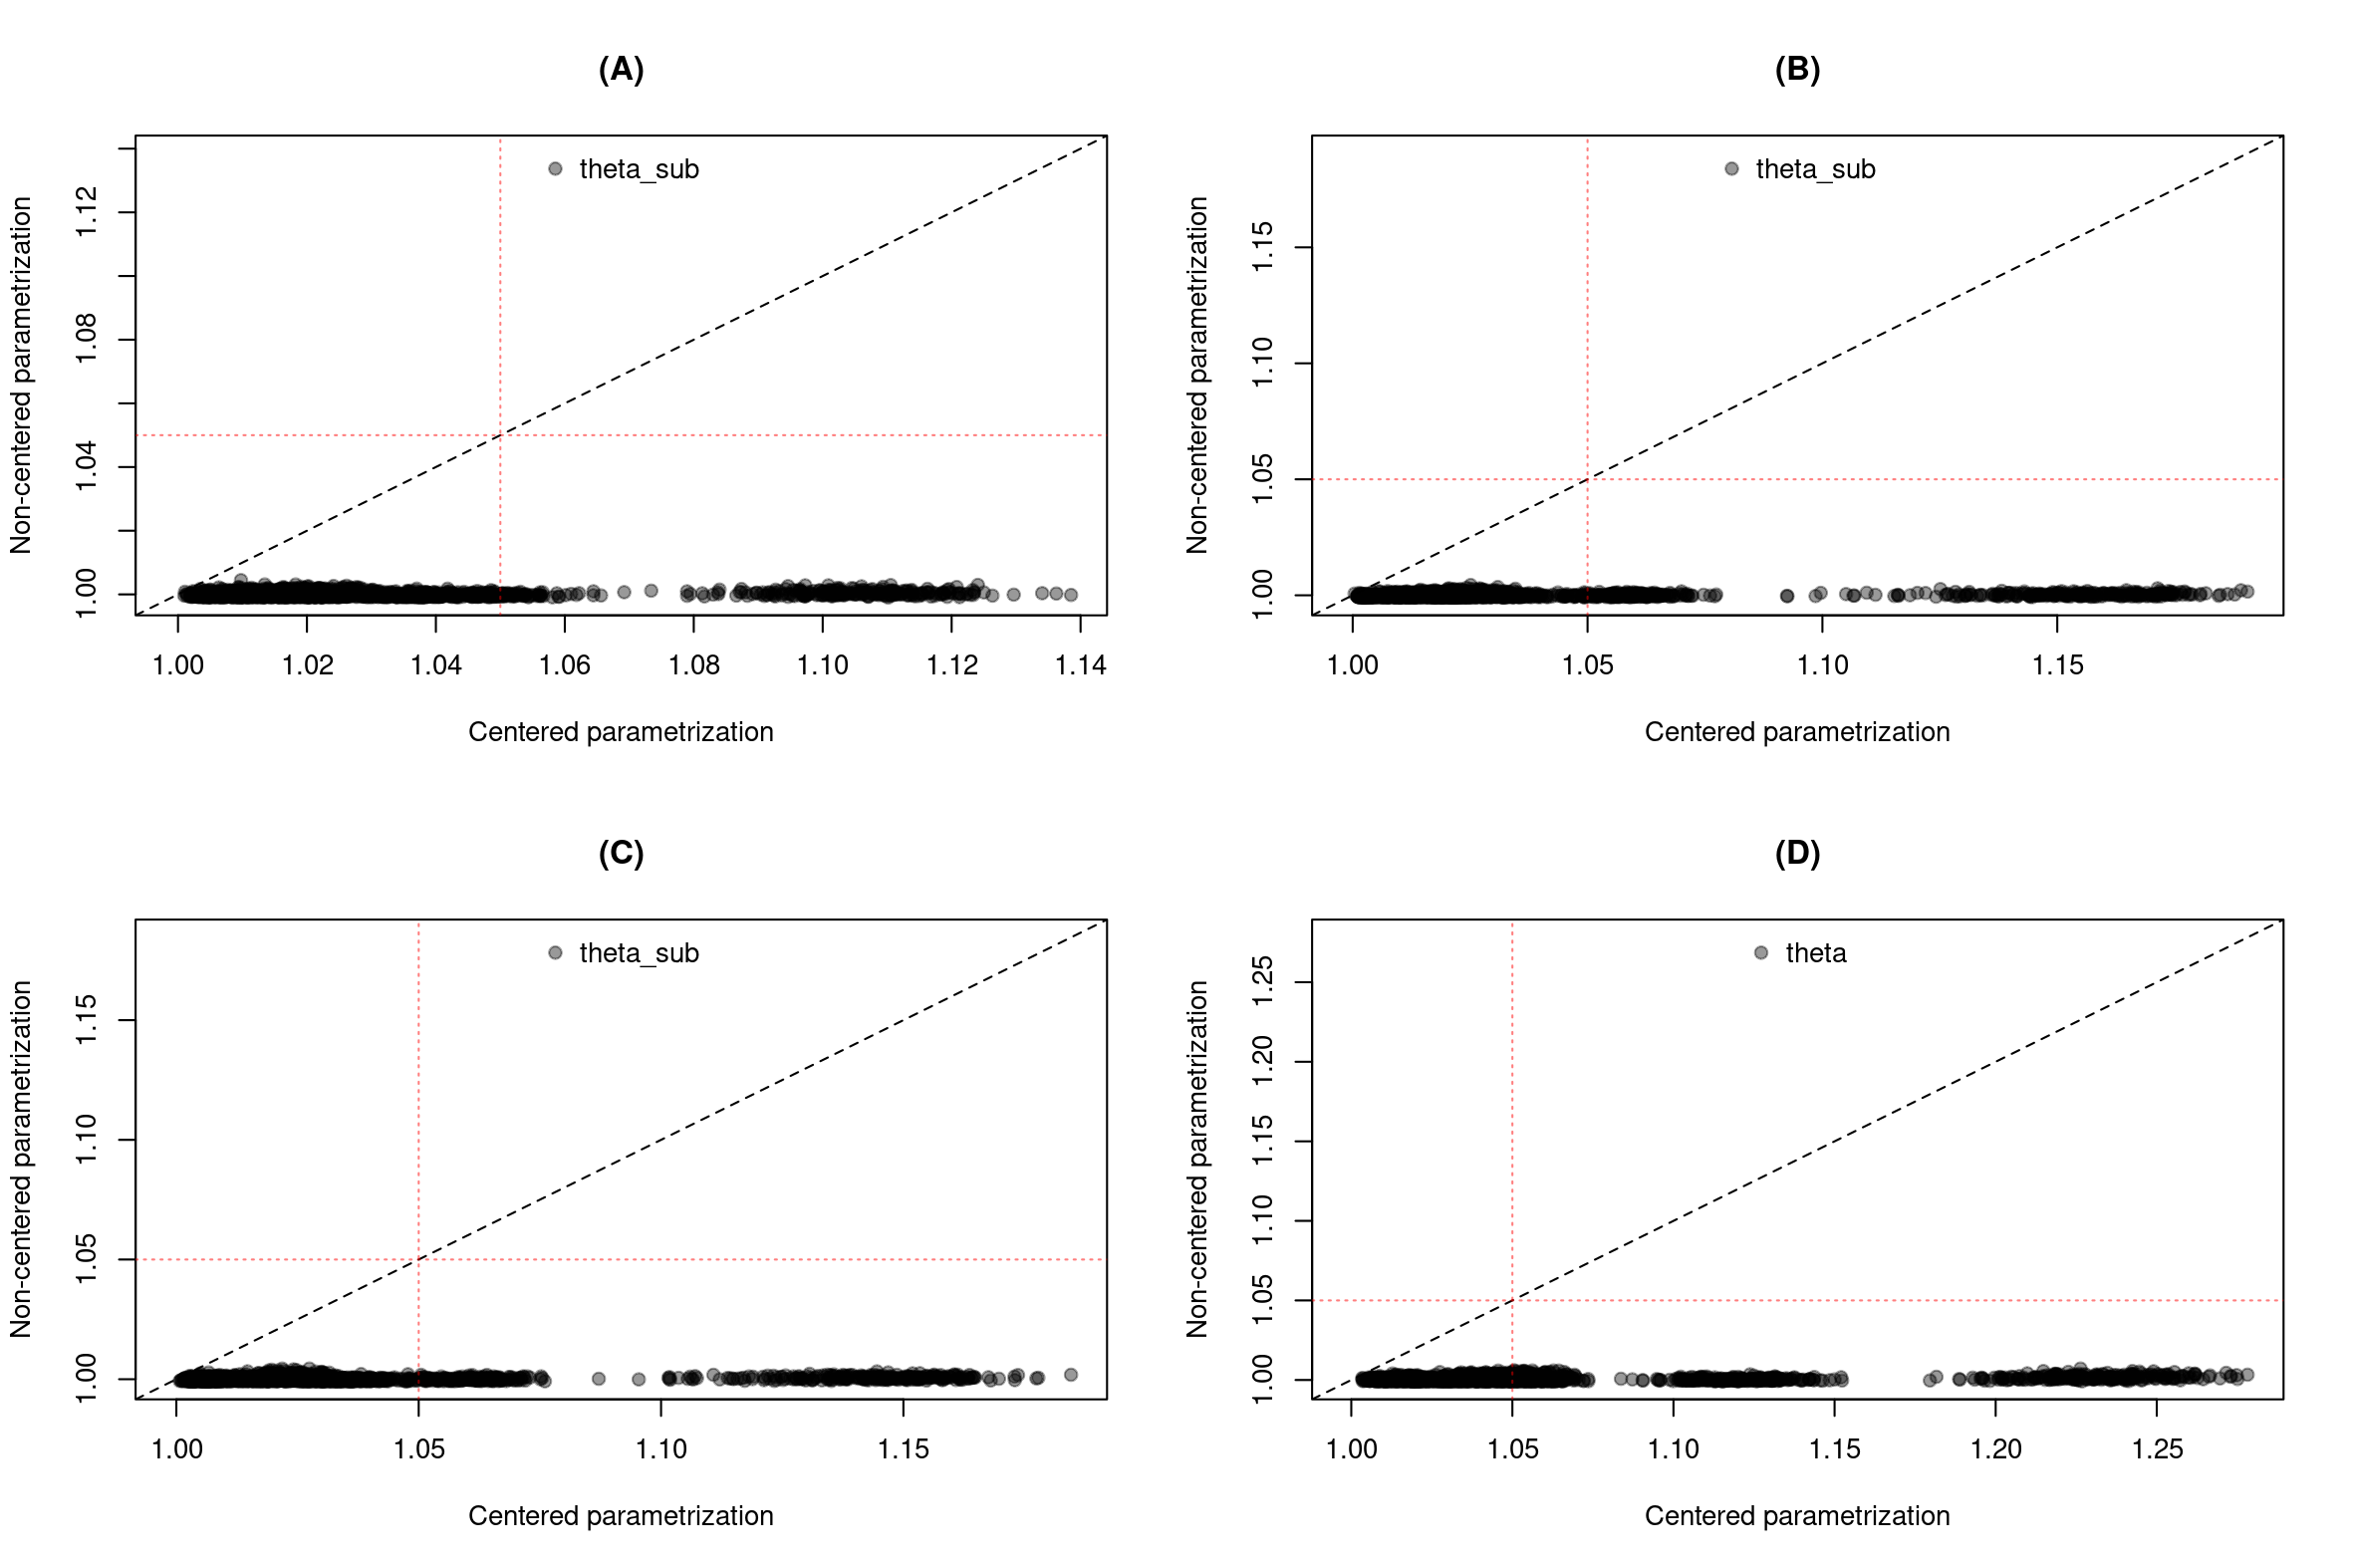 (A)
theta_sub
Non-centered parametrization
1.00
1.04
1.08
1.12
1.00 1.02 1.04 1.06 1.08 1.10 1.12 1.14
Centered parametrization
(B)
theta_sub
Non-centered parametrization
1.00
1.05
1.10
1.15
1.00 1.05 1.10 1.15
Centered parametrization
(C)
theta_sub
Non-centered parametrization
1.00
1.05
1.10
1.15
1.00 1.05 1.10 1.15
Centered parametrization
(D)
theta
Non-centered parametrization
1.00
1.05
1.10
1.15
1.20
1.25
1.00 1.05 1.10 1.15 1.20 1.25
Centered parametrization